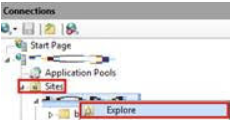 Connections
Start Page
Application Pools
Sites
b
Explore